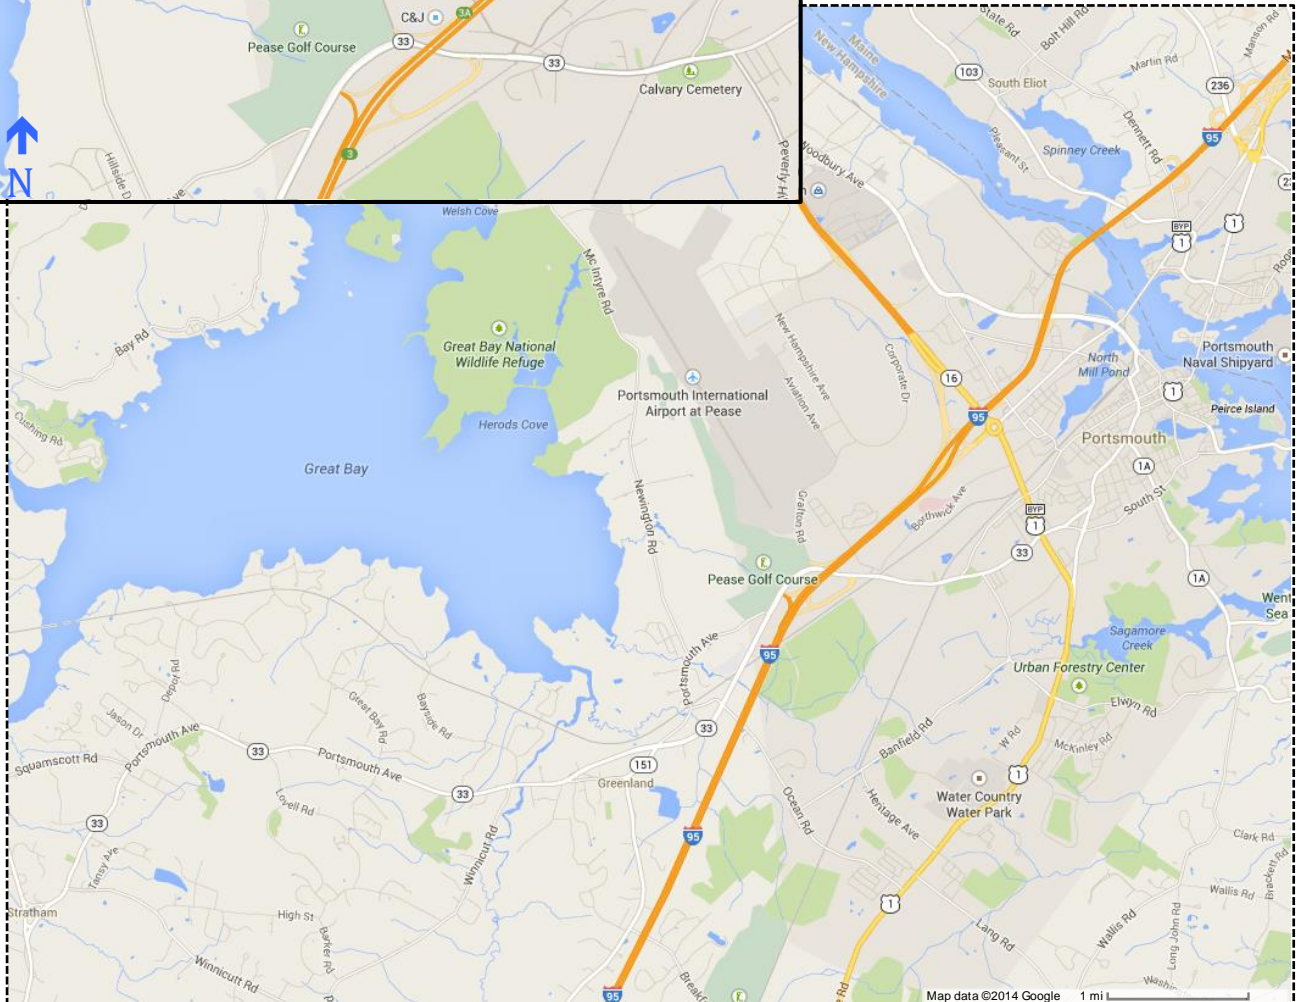 C&J
3A
Pease Golf Course
33
33
Calvary Cemetery
3
Hillside D
Peverly Hi
N
State Rd
Bolt Hill Rd
Manson Rd
Maine
New Hampshire
103
South Eliot
Martin Rd
236
95
Dennett Rd
Pleasant St
Spinney Creek
Woodbury Ave
Welsh Cove
BYP
1
1
Mc Intyre Rd
Bay Rd
Great Bay National
Wildlife Refuge
New Hampshire Ave
Aviation Ave
Corporate Dr
North
Mill Pond
Portsmouth
Naval Shipyard
Portsmouth International
Airport at Pease
16
95
1
Peirce Island
Cushing Rd
Herods Cove
Great Bay
Portsmouth
1A
South St
Newington Rd
Grafton Rd
Borthwick Ave
BYP
1
33
Pease Golf Course
1A
Went
Sea
Sagamore
Creek
Urban Forestry Center
95
Portsmouth Ave
Depot Rd
Elwyn Rd
Great Bay Rd
Bayside Rd
Jason Dr
Portsmouth Ave
33
33
Banfield Rd
W Rd
McKinley Rd
Squamscott Rd
Portsmouth Ave
151
Greenland
1
Water Country
Water Park
33
Lovell Rd
Ocean Rd
Heritage Ave
33
95
Clark Rd
Winnicut Rd
Tansy Ave
Brackett Rd
Wallis Rd
Stratham
High St
1
Wallis Rd
Long John Rd
Barker Rd
Lang Rd
Winnicutt Rd
95
Breakf
Rd
Washin
Map data ©2014 Google
1 mi